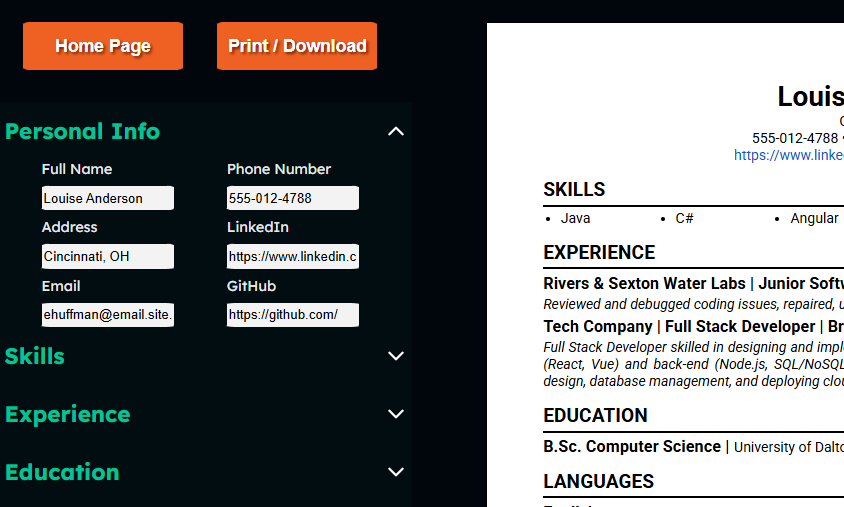 Home Page
Print / Download
Personal Info
Full Name
Phone Number
Louise Anderson
555-012-4788
Address
LinkedIn
Cincinnati, OH
https://www.linkedin.c
Email
GitHub
ehuffman@email.site.
https://github.com/
Skills
Experience
Education
Louis
555-012-4788 •
https://www.linke
SKILLS
• Java • C# • Angular
EXPERIENCE
Rivers & Sexton Water Labs | Junior Softw
Reviewed and debugged coding issues, repaired, u
Tech Company | Full Stack Developer | Br
Full Stack Developer skilled in designing and impl
(React, Vue) and back-end (Node.js, SQL/NoSQL
design, database management, and deploying clou
EDUCATION
B.Sc. Computer Science | University of Dalto
LANGUAGES